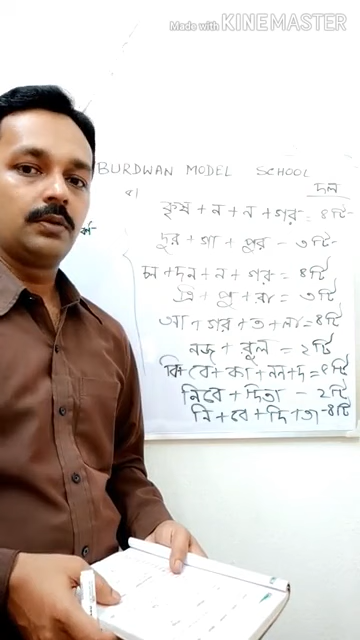 Made with KINEMASTER
BURDWAN MODEL SCHOOL
দল
কৃষ + ন + ন + গর = ৪টি
দুর + গা + পুর - ৩টি
চন + দন + ন + গর = ৪টি
ত্রি + পু + রা = ৩টি
আ + গর + ত + লা = ৪টি
নজ + রুল = ২টি
বি + বে + কা + নন + দ =
নিবে + দিতা - ২টি
নি + বে + দি + তা - ৪টি